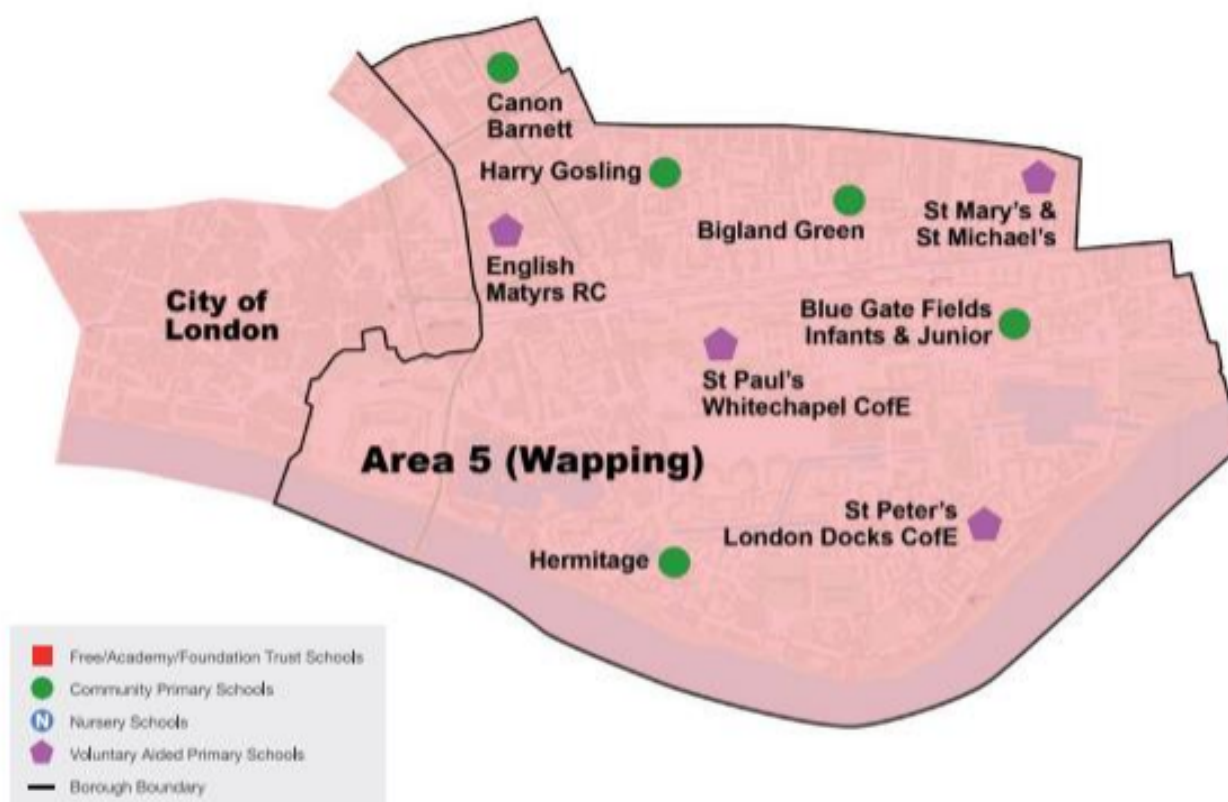 Canon
Barnett
Harry Gosling
Bigland Green
St Mary's &
St Michael's
English
Matyrs RC
City of
London
Blue Gate Fields
Infants & Junior
St Paul's
Whitechapel CofE
Area 5 (Wapping)
St Peter's
London Docks CofE
Hermitage
Free/Academy/Foundation Trust Schools
Community Primary Schools
N Nursery Schools
Voluntary Aided Primary Schools
Borough Boundary